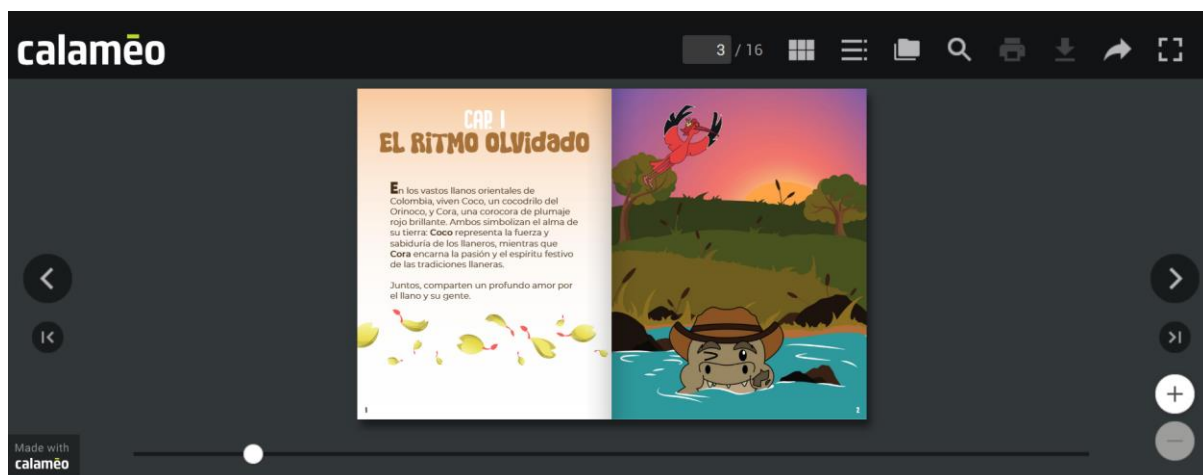 calamēo
3 / 16
CAP. 1
EL RITMO OLVidado
En los vastos llanos orientales de
Colombia, viven Coco, un cocodrilo del
Orinoco, y Cora, una corocora de plumaje
rojo brillante. Ambos simbolizan el alma de
su tierra: Coco representa la fuerza y
sabiduría de los llaneros, mientras que
Cora encarna la pasión y el espíritu festivo
de las tradiciones llaneras.
Juntos, comparten un profundo amor por
el llano y su gente.
1
2
Made with
calamēo